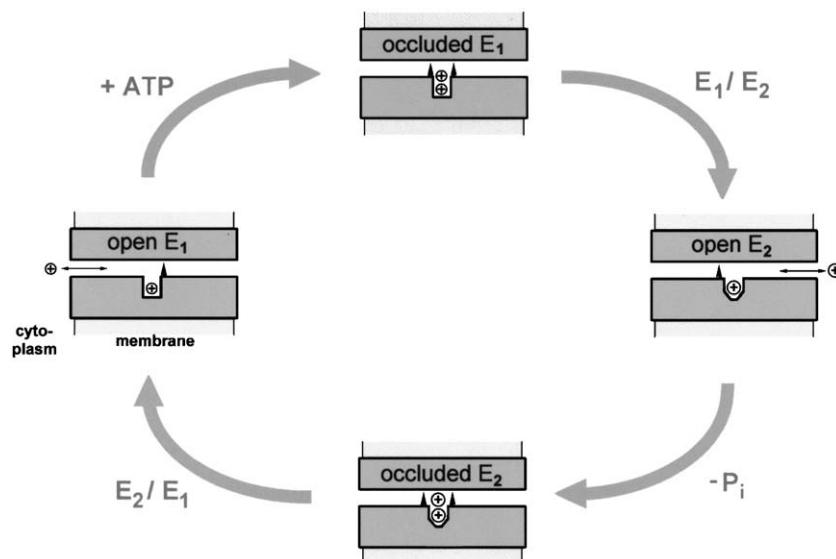 occluded E₁
+ ATP
E₁ / E₂
open E₁
open E₂
⊕
⊕
⊕
⊕
⊕
⊕
cyto-
plasm
membrane
occluded E₂
⊕
⊕
E₂ / E₁
-Pᵢ